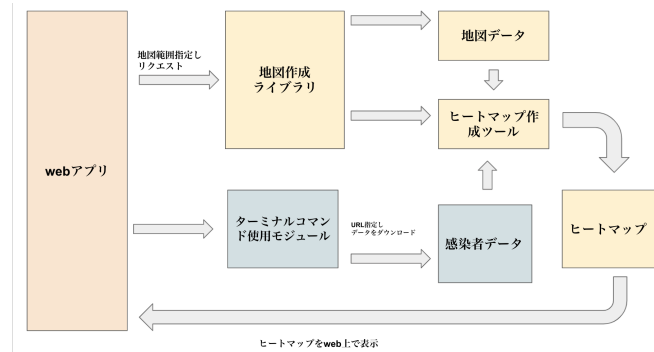 地図範囲指定し
リクエスト
地図作成
ライブラリ
地図データ
ヒートマップ作
成ツール
webアプリ
ターミナルコマン
ド使用モジュール
URL指定し
データをダウンロード
感染者データ
ヒートマップ
ヒートマップをweb上で表示